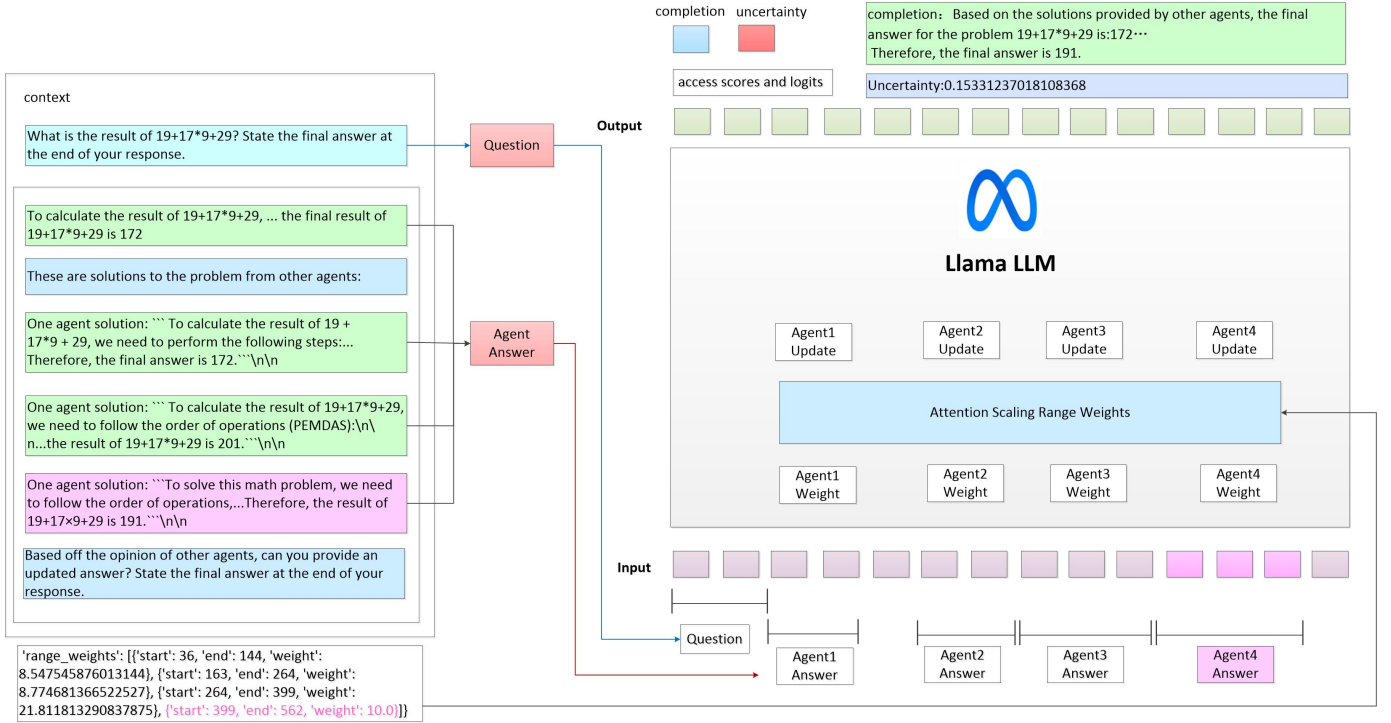 completion uncertainty
completion：Based on the solutions provided by other agents, the final
answer for the problem 19+17*9+29 is:172⋯
Therefore, the final answer is 191.
access scores and logits
Uncertainty:0.15331237018108368
context
What is the result of 19+17*9+29? State the final answer at
the end of your response.
Question
To calculate the result of 19+17*9+29, ... the final result of
19+17*9+29 is 172
These are solutions to the problem from other agents:
One agent solution: ``` To calculate the result of 19 +
17*9 + 29, we need to perform the following steps:...
Therefore, the final answer is 172.```\n\n
Agent
Answer
One agent solution: ``` To calculate the result of 19+17*9+29,
we need to follow the order of operations (PEMDAS):\n\
n...the result of 19+17*9+29 is 201.```\n\n
One agent solution: ```To solve this math problem, we need
to follow the order of operations,...Therefore, the result of
19+17×9+29 is 191.```\n\n
Based off the opinion of other agents, can you provide an
updated answer? State the final answer at the end of your
response.
'range_weights': [{'start': 36, 'end': 144, 'weight':
8.547545876013144}, {'start': 163, 'end': 264, 'weight':
8.774681366522527}, {'start': 264, 'end': 399, 'weight':
21.811813290837875}, {'start': 399, 'end': 562, 'weight': 10.0}]}
Output
Llama LLM
Agent1
Update
Agent2
Update
Agent3
Update
Agent4
Update
Attention Scaling Range Weights
Agent1
Weight
Agent2
Weight
Agent3
Weight
Agent4
Weight
Input
Question
Agent1
Answer
Agent2
Answer
Agent3
Answer
Agent4
Answer